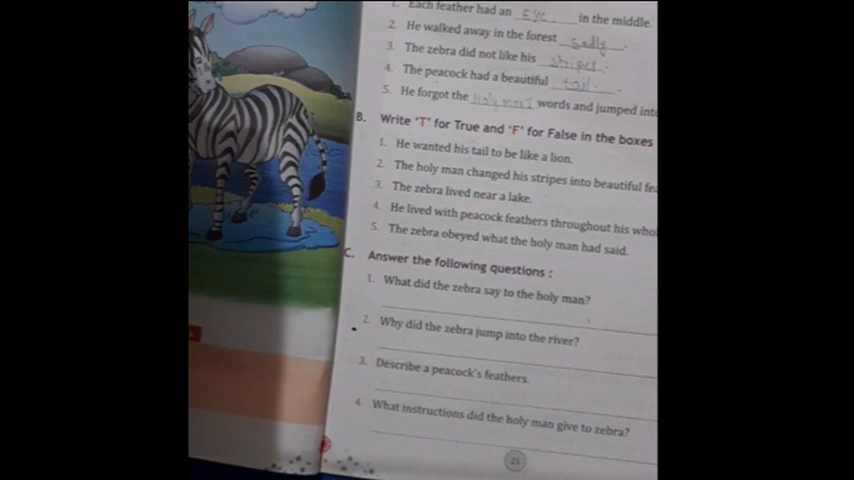 1. Each feather had an eye in the middle.
2. He walked away in the forest sadly.
3. The zebra did not like his stripes.
4. The peacock had a beautiful tail.
5. He forgot the Holy man's words and jumped int
B. Write 'T' for True and 'F' for False in the boxes
1. He wanted his tail to be like a lion.
2. The holy man changed his stripes into beautiful fe
3. The zebra lived near a lake.
4. He lived with peacock feathers throughout his who
5. The zebra obeyed what the holy man had said.
C. Answer the following questions :
1. What did the zebra say to the holy man?
2. Why did the zebra jump into the river?
3. Describe a peacock's feathers.
4. What instructions did the holy man give to zebra?
23